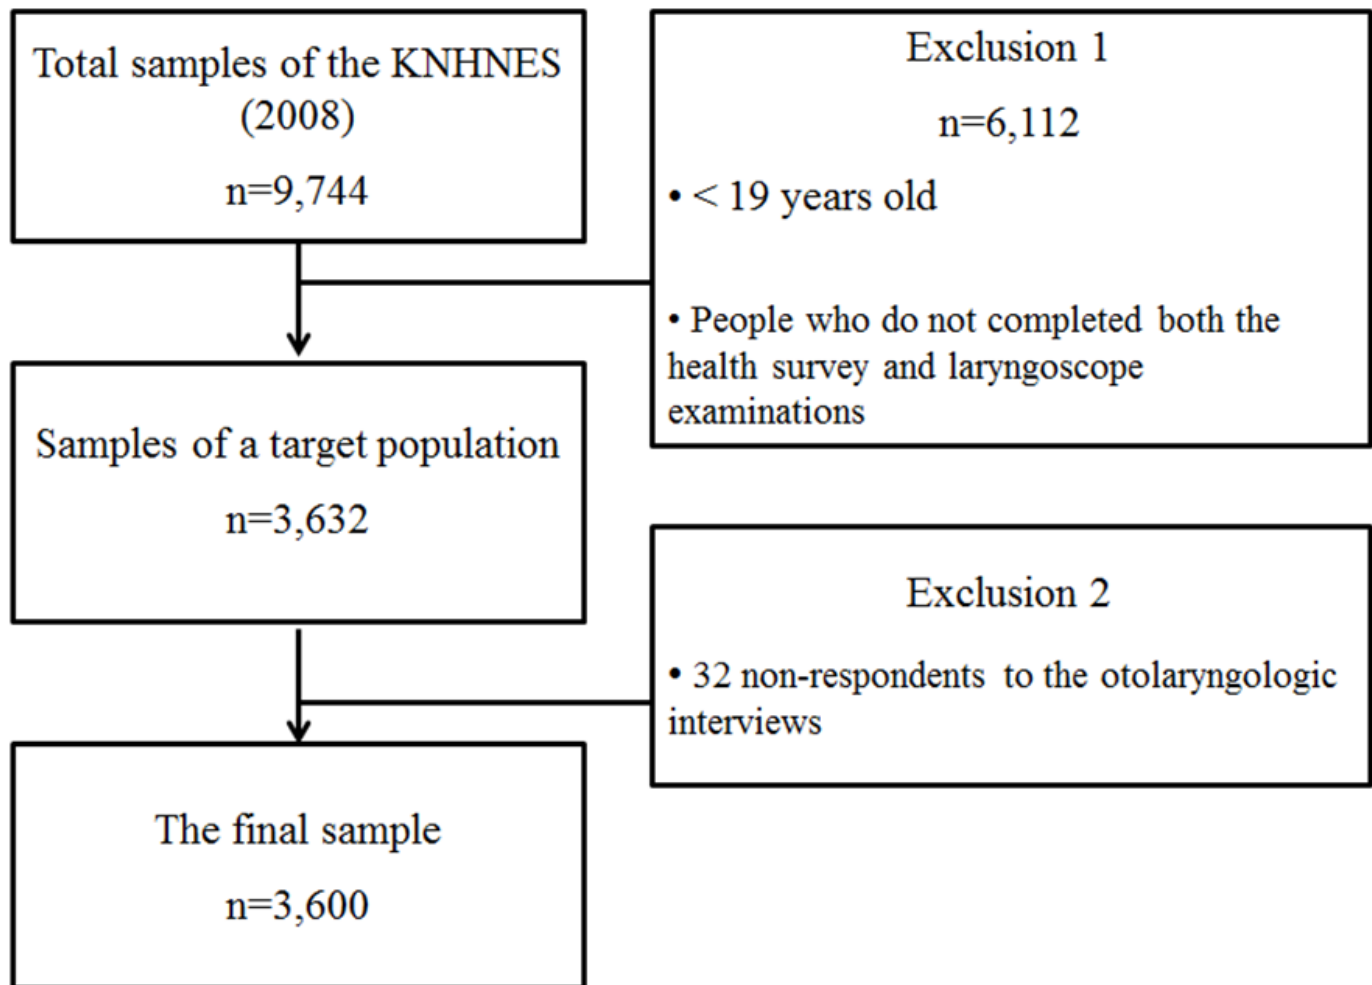 Total samples of the KNHNES
(2008)
n=9,744
Exclusion 1
n=6,112
• < 19 years old
• People who do not completed both the
health survey and laryngoscope
examinations
Samples of a target population
n=3,632
Exclusion 2
• 32 non-respondents to the otolaryngologic
interviews
The final sample
n=3,600